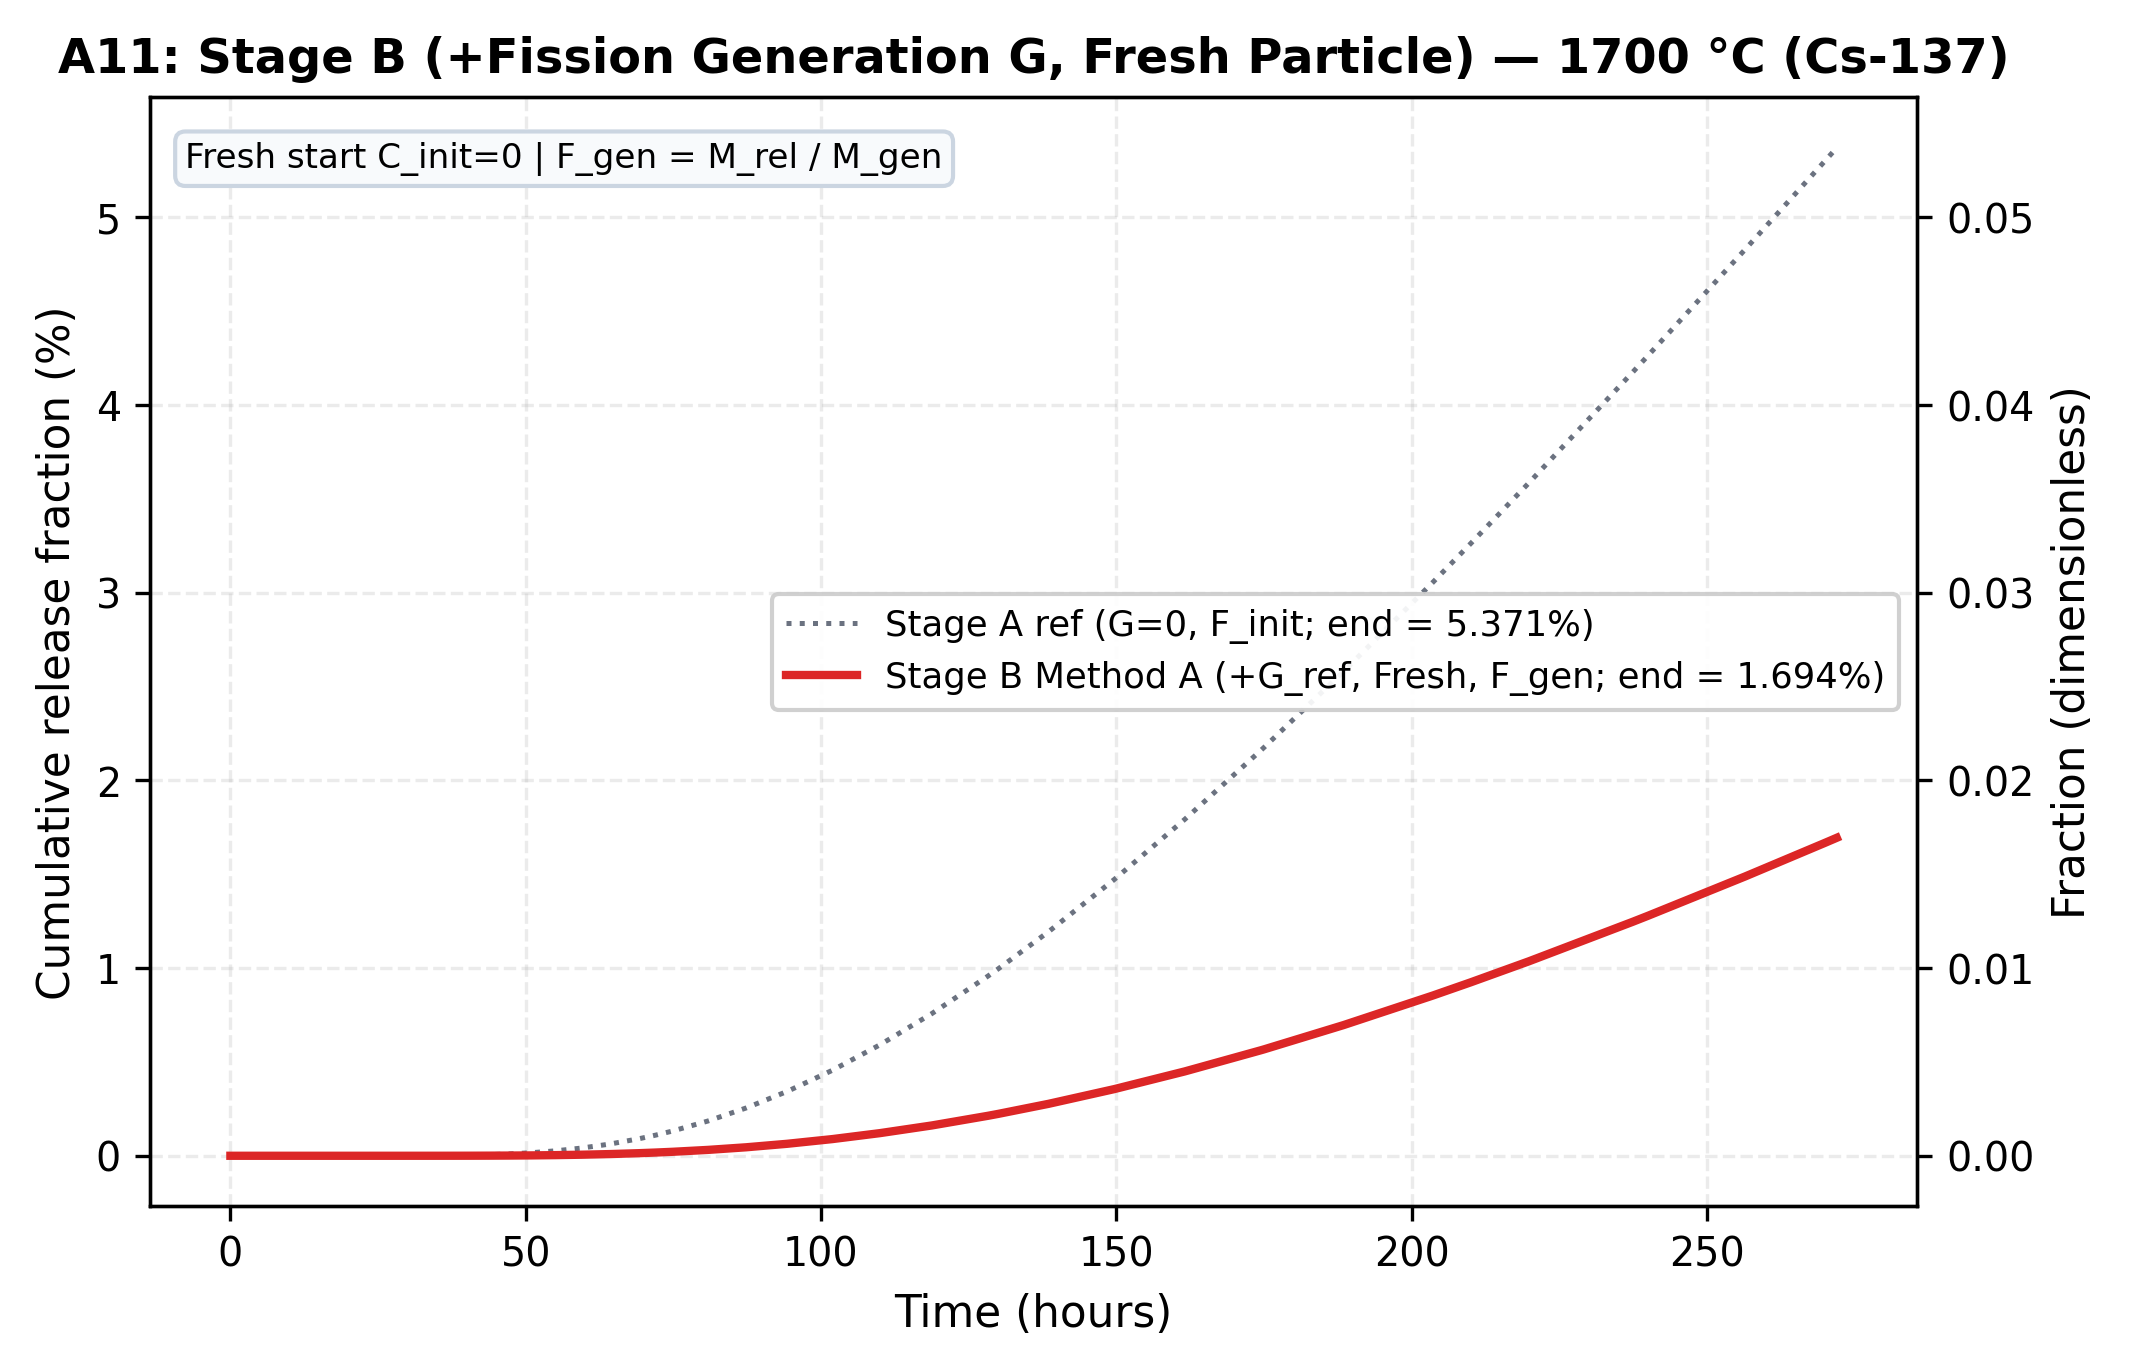 A11: Stage B (+Fission Generation G, Fresh Particle) — 1700 °C (Cs-137)
Fresh start C_init=0 | F_gen = M_rel / M_gen
Cumulative release fraction (%)
5
4
3
2
1
0
Stage A ref (G=0, F_init; end = 5.371%)
Stage B Method A (+G_ref, Fresh, F_gen; end = 1.694%)
0.05
0.04
0.03
0.02
0.01
0.00
Fraction (dimensionless)
0 50 100 150 200 250
Time (hours)